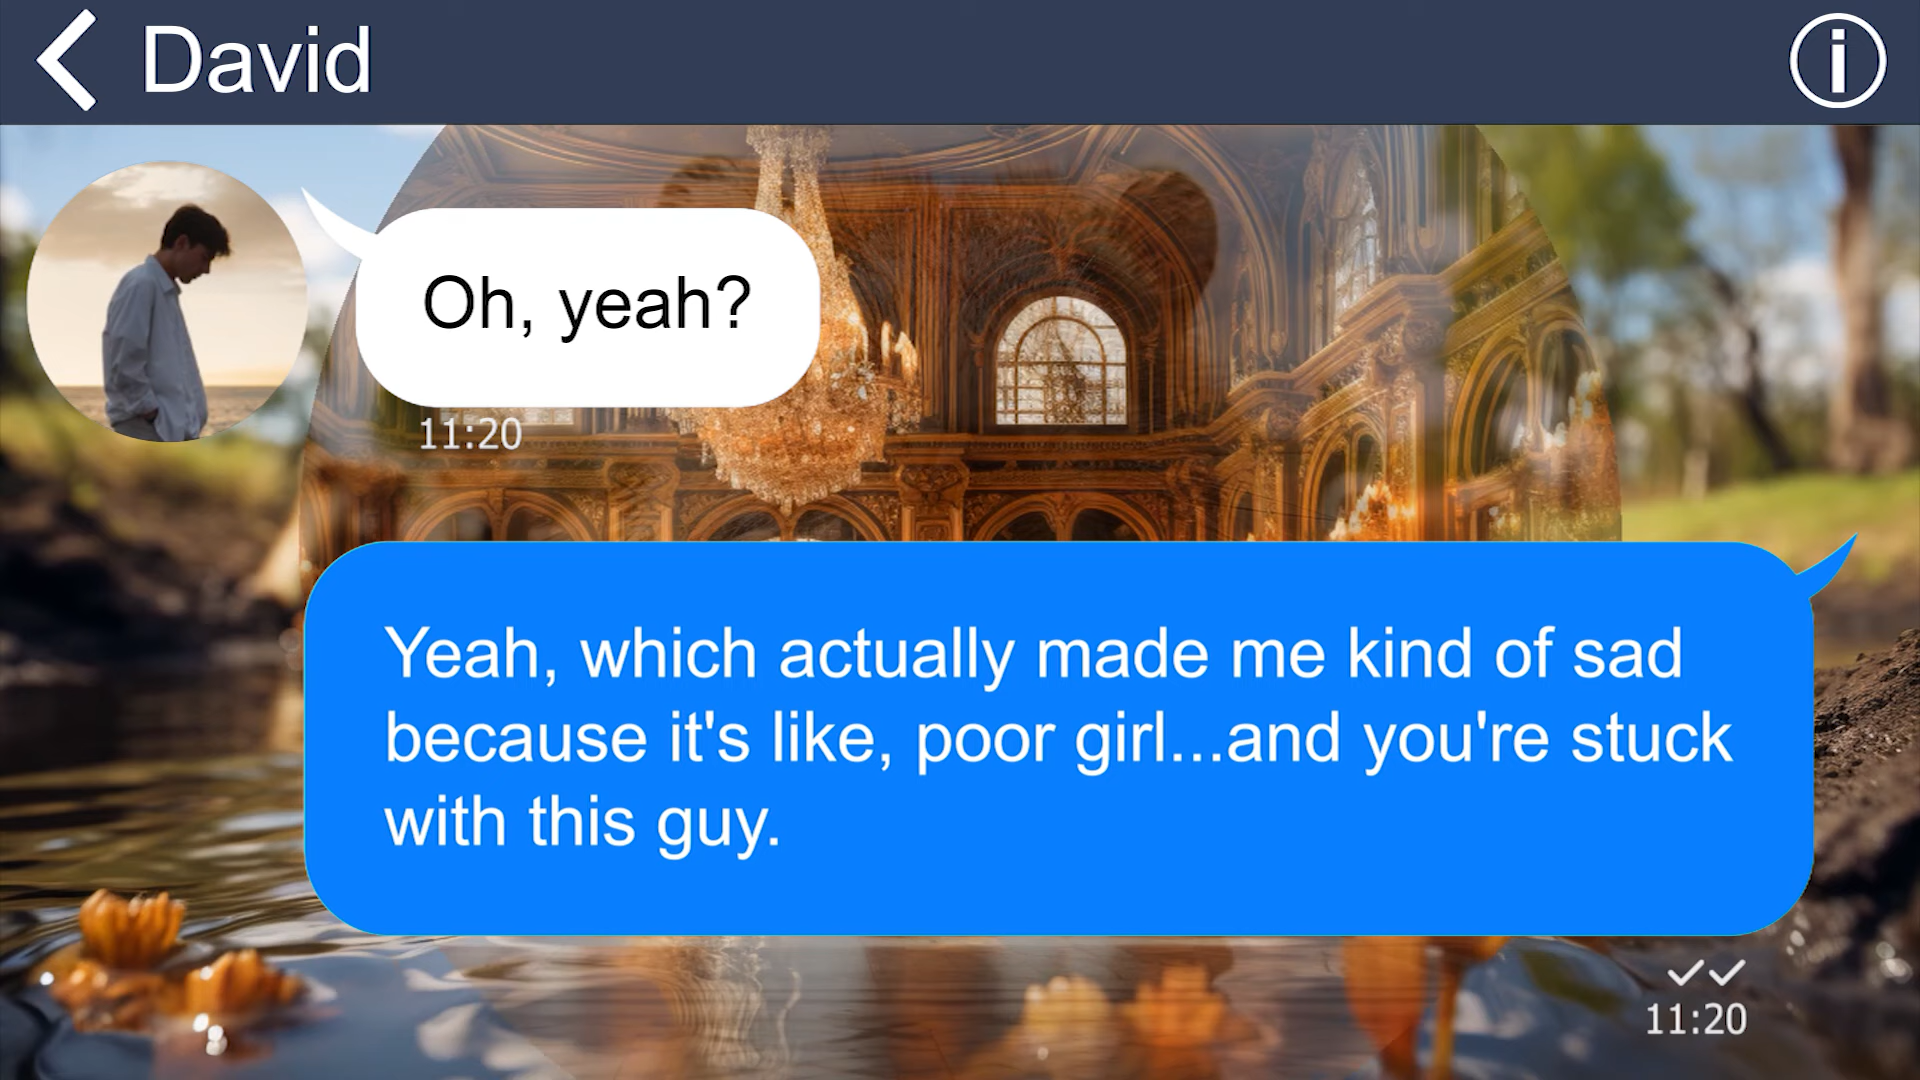 David
Oh, yeah?
11:20
Yeah, which actually made me kind of sad
because it's like, poor girl...and you're stuck
with this guy.
11:20